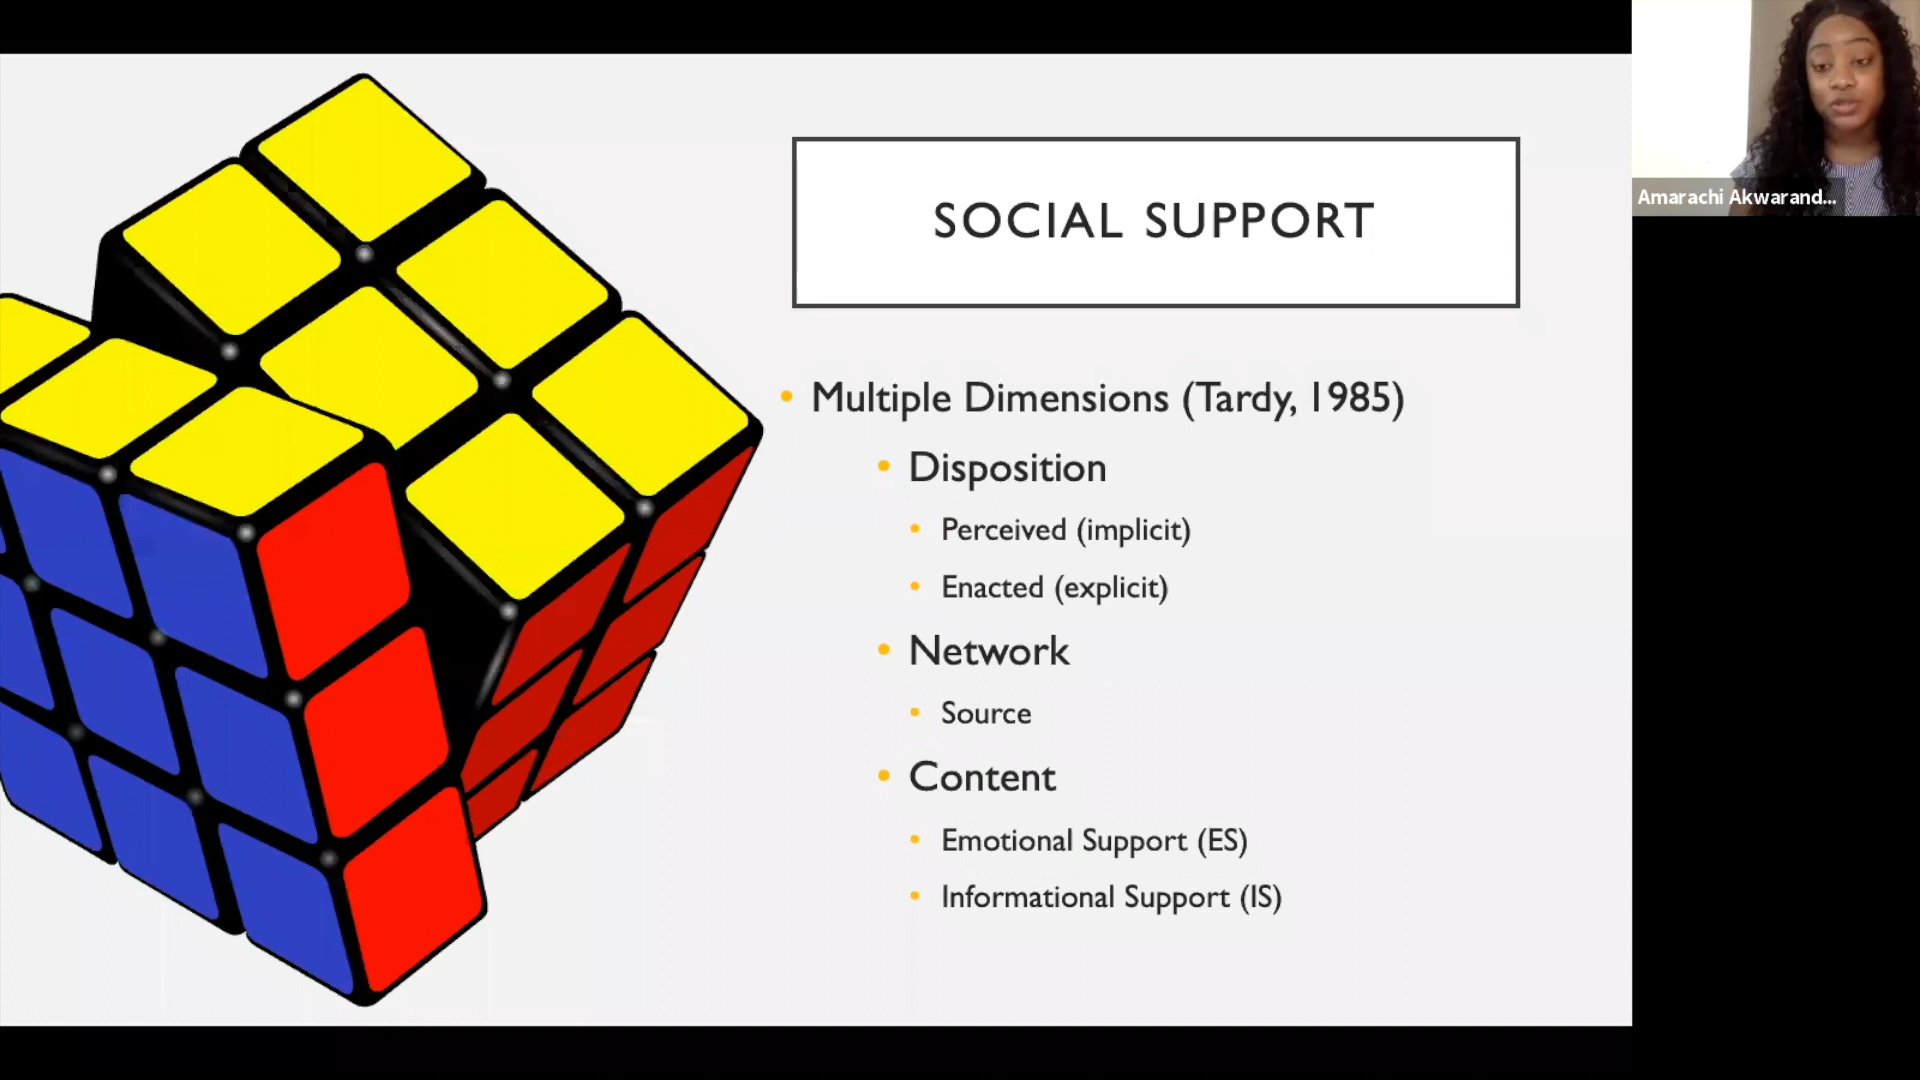 SOCIAL SUPPORT
• Multiple Dimensions (Tardy, 1985)
• Disposition
• Perceived (implicit)
• Enacted (explicit)
• Network
• Source
• Content
• Emotional Support (ES)
• Informational Support (IS)
Amarachi Akwarand...